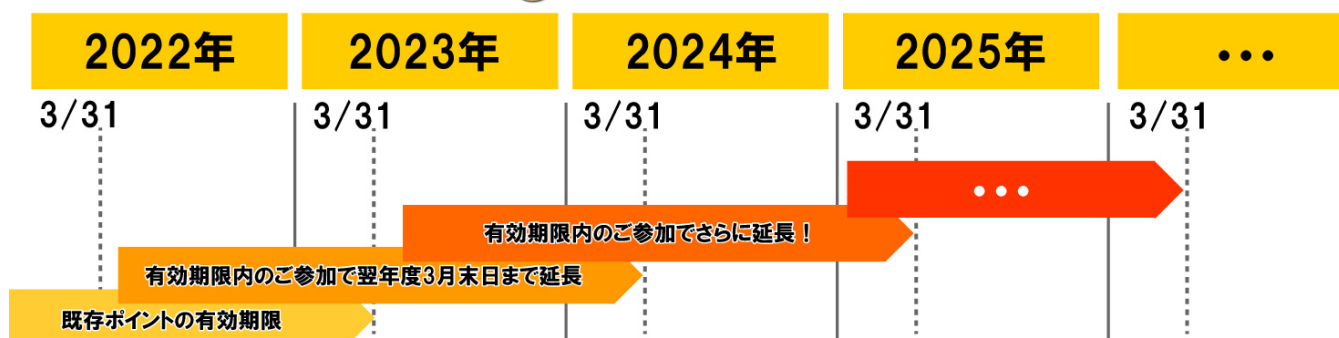 2022年
2023年
2024年
2025年
•••
3/31
3/31
3/31
3/31
3/31
•••
有効期限内のご参加でさらに延長！
有効期限内のご参加で翌年度3月末日まで延長
既存ポイントの有効期限